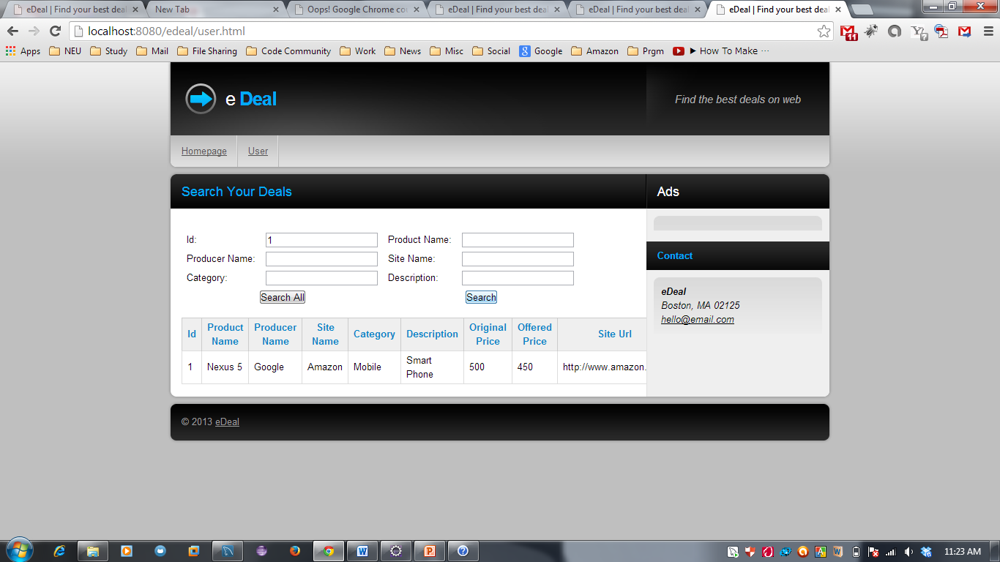 eDeal | Find your best deal
New Tab
Oops! Google Chrome co
eDeal | Find your best deal
eDeal | Find your best deal
eDeal | Find your best deal
localhost:8080/edeal/user.html
11
Apps NEU Study Mail File Sharing Code Community Work News Misc Social Google Amazon Prgm ▶ How To Make ···
e Deal
Find the best deals on web
Homepage User
Search Your Deals
Ads
Id: 1 Product Name:
Producer Name: Site Name:
Category: Description:
Search All Search
Contact
eDeal
Boston, MA 02125
hello@email.com
Id Product Name Producer Name Site Name Category Description Original Price Offered Price Site Url
1 Nexus 5 Google Amazon Mobile Smart Phone 500 450 http://www.amazon.
© 2013 eDeal
11:23 AM